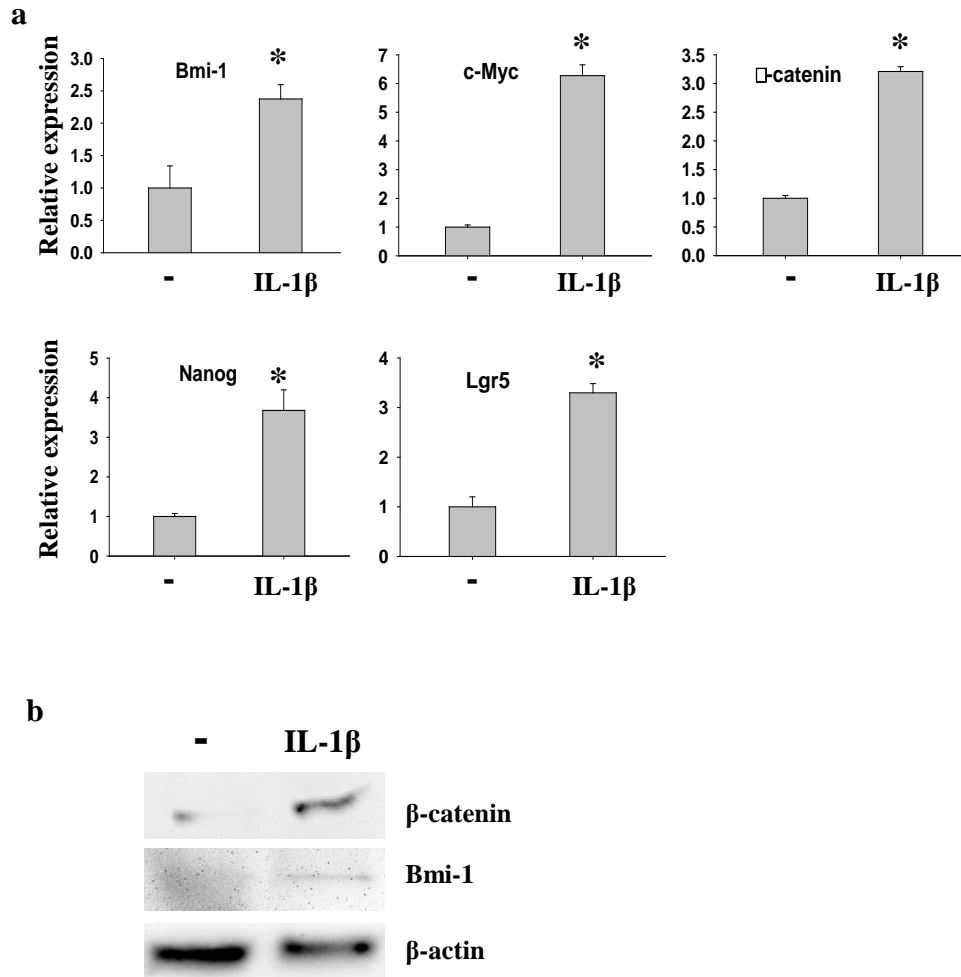 a
Relative expression
Bmi-1
3.0
2.5
2.0
1.5
1.0
0.5
0.0
*
- IL-1β
c-Myc
7
6
5
4
3
2
1
0
*
- IL-1β
□-catenin
3.5
3.0
2.5
2.0
1.5
1.0
0.5
0.0
*
- IL-1β
Relative expression
Nanog
5
4
3
2
1
0
*
- IL-1β
Lgr5
4
3
2
1
0
*
- IL-1β
b
- IL-1β
β-catenin
Bmi-1
β-actin